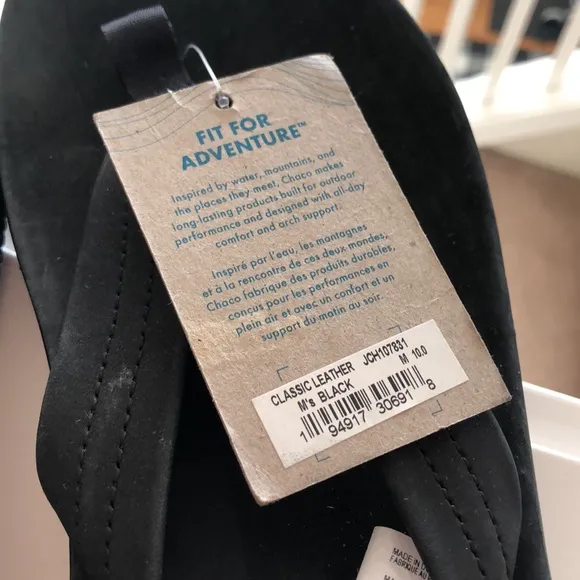 FIT FOR
ADVENTURE™
Inspired by water, mountains, and
the places they meet, Chaco makes
long-lasting products built for outdoor
performance and designed with all-day
comfort and arch support.
Inspiré par l'eau, les montagnes
et à la rencontre de ces deux mondes,
Chaco fabrique des produits durables,
conçus pour les performances en
plein air et avec un confort et un
support du matin au soir.
CLASSIC LEATHER JCH107831
M's BLACK M 10.0
1 94917 30691 8
MADE IN